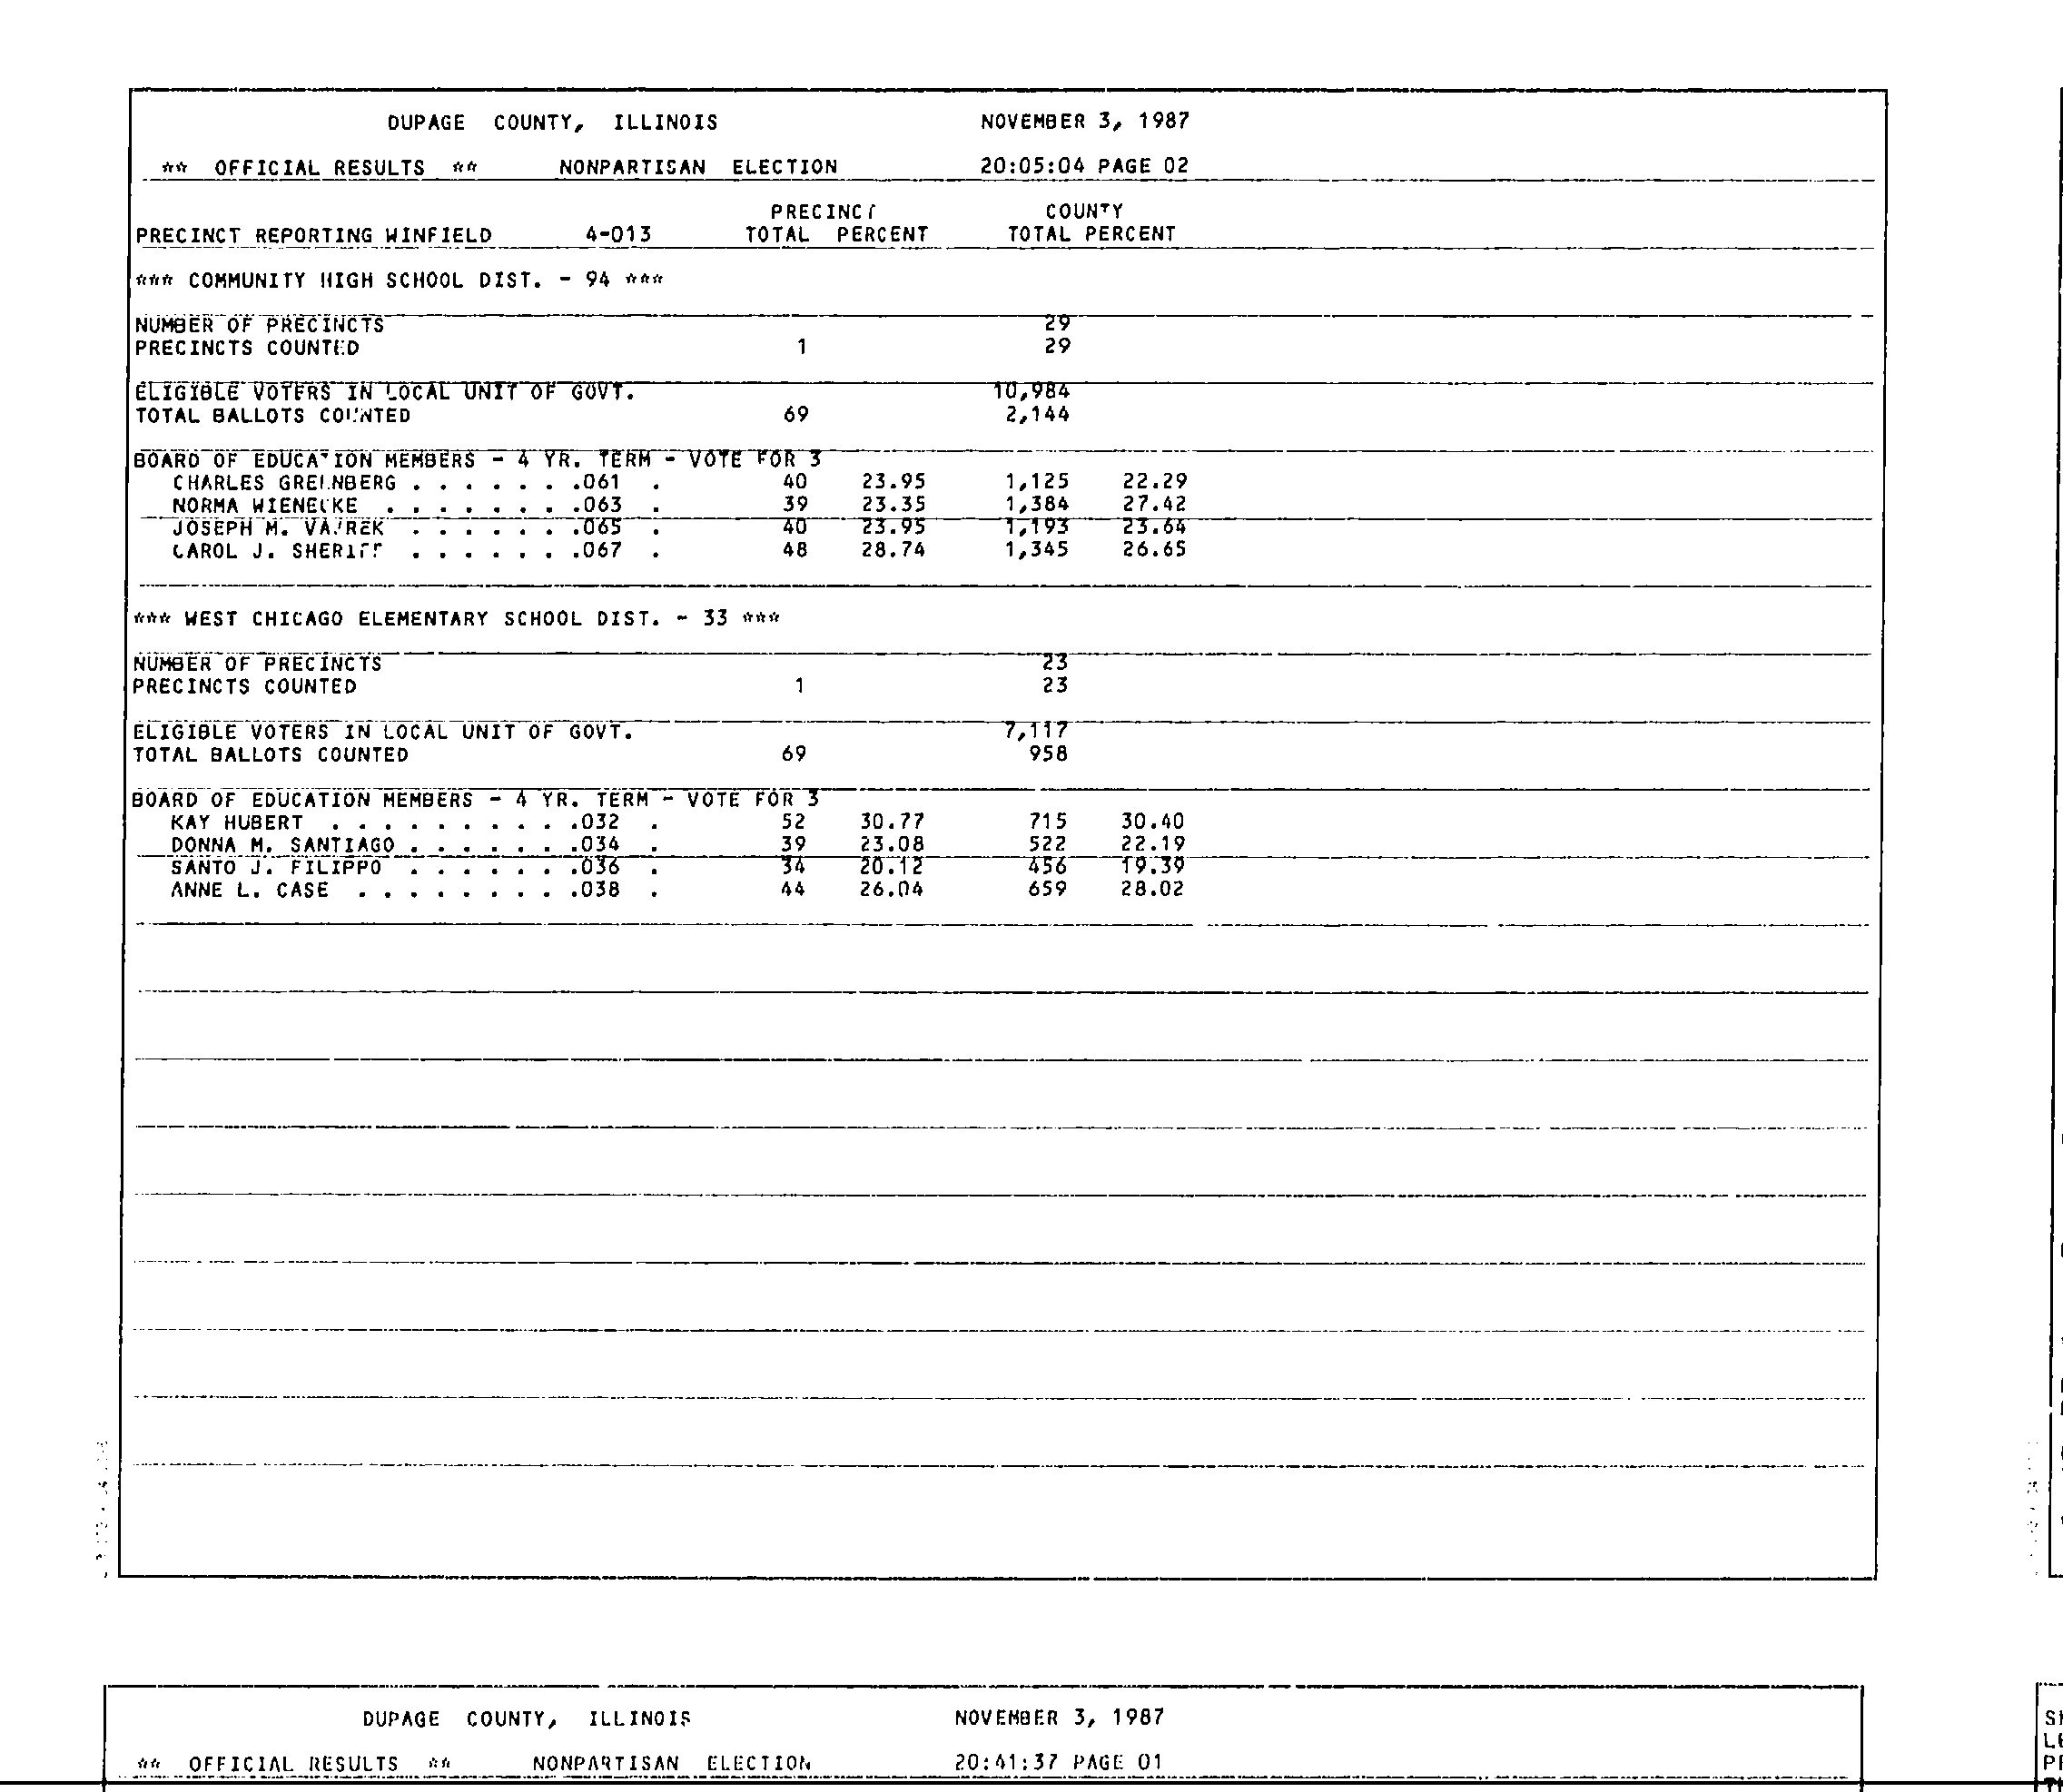 DUPAGE COUNTY, ILLINOIS NOVEMBER 3, 1987
** OFFICIAL RESULTS ** NONPARTISAN ELECTION 20:05:04 PAGE 02
PRECINCT COUNTY
PRECINCT REPORTING WINFIELD 4-013 TOTAL PERCENT TOTAL PERCENT
*** COMMUNITY HIGH SCHOOL DIST. - 94 ***
NUMBER OF PRECINCTS 29
PRECINCTS COUNTED 1 29
ELIGIBLE VOTERS IN LOCAL UNIT OF GOVT. 10,984
TOTAL BALLOTS COUNTED 69 2,144
BOARD OF EDUCATION MEMBERS - 4 YR. TERM - VOTE FOR 3
CHARLES GREENBERG . . . . . . .061 . 40 23.95 1,125 22.29
NORMA WIENECKE . . . . . . . .063 . 39 23.35 1,384 27.42
JOSEPH M. . . . . . . .065 . 40 23.95 1,193 23.64
CAROL J. SHERIFF . . . . . . .067 . 48 28.74 1,345 26.65
*** WEST CHICAGO ELEMENTARY SCHOOL DIST. - 33 ***
NUMBER OF PRECINCTS 23
PRECINCTS COUNTED 1 23
ELIGIBLE VOTERS IN LOCAL UNIT OF GOVT. 7,117
TOTAL BALLOTS COUNTED 69 958
BOARD OF EDUCATION MEMBERS - 4 YR. TERM - VOTE FOR 3
KAY HUBERT . . . . . . . . . .032 . 52 30.77 715 30.40
DONNA M. SANTIAGO . . . . . . .034 . 39 23.08 522 22.19
SANTO J. FILIPPO . . . . . . .036 . 34 20.12 456 19.39
ANNE L. CASE . . . . . . . . .038 . 44 26.04 659 28.02
DUPAGE COUNTY, ILLINOIS NOVEMBER 3, 1987
** OFFICIAL RESULTS ** NONPARTISAN ELECTION 20:41:37 PAGE 01